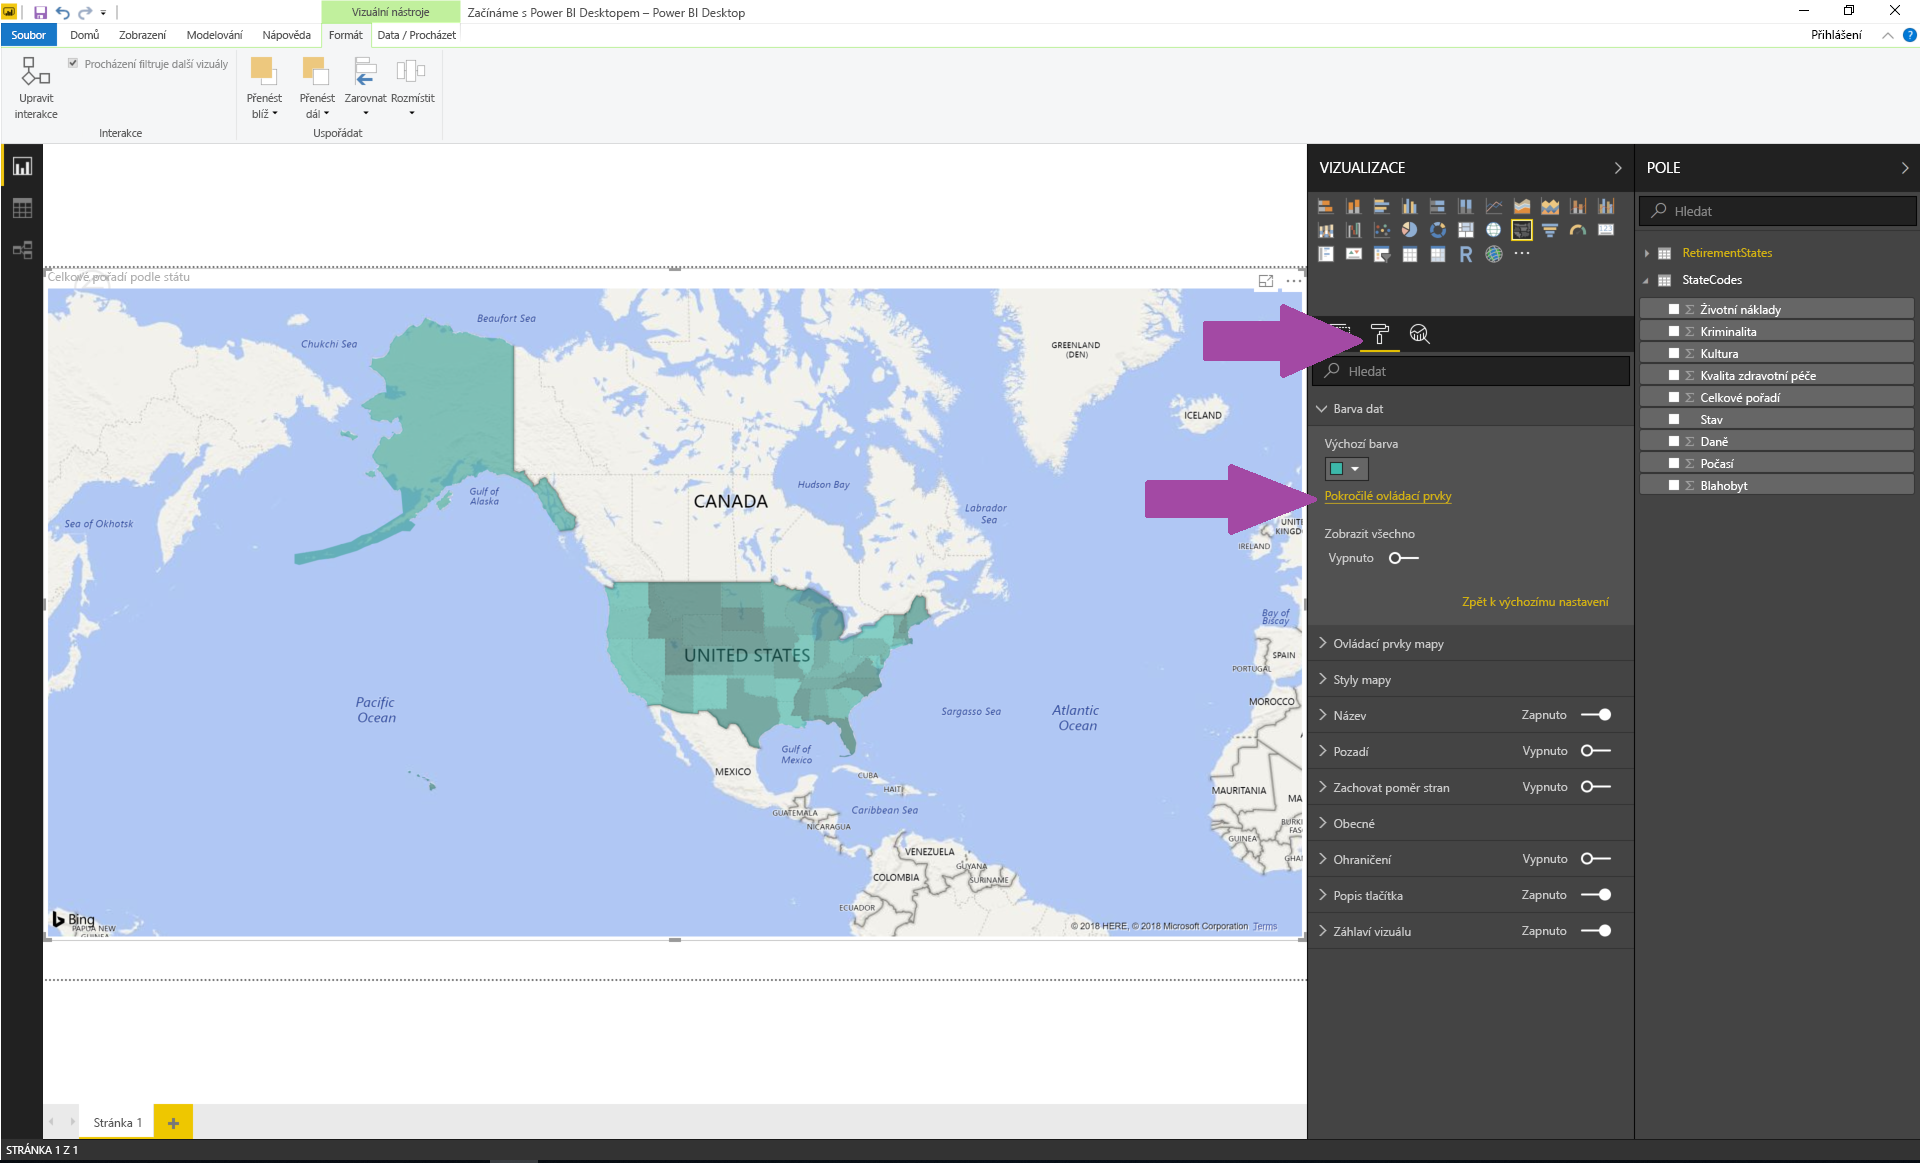 Vizuální nástroje
Začínáme s Power BI Desktopem – Power BI Desktop
Soubor
Domů
Zobrazení
Modelování
Nápověda
Formát
Data / Procházet
Přihlášení
?
Upravit
interakce
Procházení filtruje další vizuály
Přenést
blíž
Přenést
dál
Zarovnat
Rozmístit
Interakce
Uspořádat
Celkové pořadí podle státu
Beaufort Sea
Chukchi Sea
GREENLAND
(DEN)
ICELAND
Gulf of
Alaska
Sea of Okhotsk
CANADA
Hudson Bay
Labrador
Sea
UNITE
KINGD
IRELAND
Bay of
Biscay
UNITED STATES
SPAIN
PORTUGAL
Pacific
Ocean
Sargasso Sea
Atlantic
Ocean
MOROCCO
Gulf of
Mexico
MEXICO
CUBA
HAITI
MAURITANIA
MA
Caribbean Sea
GUATEMALA
NICARAGUA
BURKI
FAS
GUINEA
GHA
VENEZUELA
GUYANA
SURINAME
COLOMBIA
ECUADOR
Bing
PAPUA NEW
GUINEA
© 2018 HERE, © 2018 Microsoft Corporation Terms
VIZUALIZACE
R
Hledat
Barva dat
Výchozí barva
Pokročilé ovládací prvky
Zobrazit všechno
Vypnuto
Zpět k výchozímu nastavení
Ovládací prvky mapy
Styly mapy
Název Zapnuto
Pozadí Vypnuto
Zachovat poměr stran Vypnuto
Obecné
Ohraničení Vypnuto
Popis tlačítka Zapnuto
Záhlaví vizuálu Zapnuto
POLE
Hledat
RetirementStates
StateCodes
Σ Životní náklady
Σ Kriminalita
Σ Kultura
Σ Kvalita zdravotní péče
Σ Celkové pořadí
Stav
Σ Daně
Σ Počasí
Σ Blahobyt
Stránka 1
STRÁNKA 1 Z 1